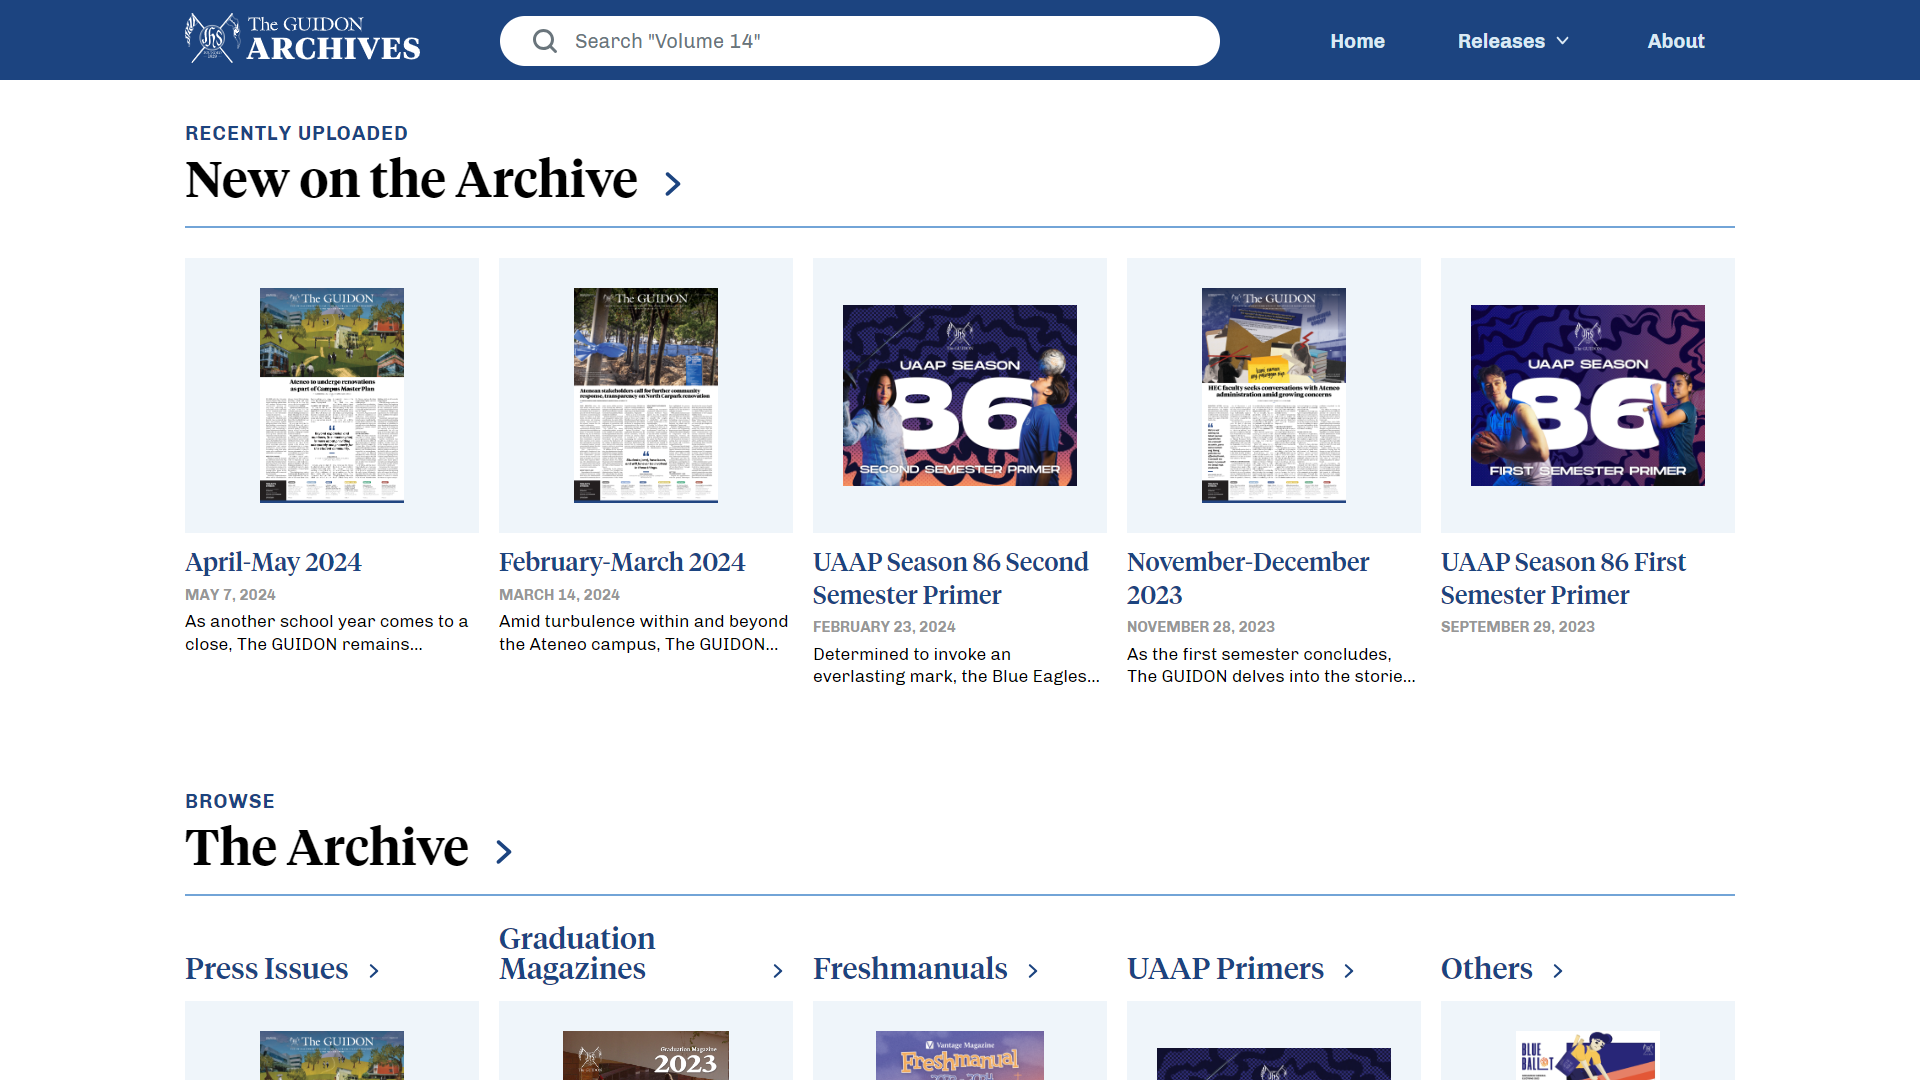 The GUIDON
ARCHIVES
Search "Volume 14"
Home
Releases
About
RECENTLY UPLOADED
New on the Archive
The GUIDON
Ateneo to undergo renovations
as part of Campus Master Plan
The GUIDON
Atenean stakeholders call for further community
response, transparency on North Carpark renovation
UAAP SEASON
86
SECOND SEMESTER PRIMER
The GUIDON
HEC faculty seeks conversations with Ateneo
administration amid growing concerns
UAAP SEASON
86
FIRST SEMESTER PRIMER
April-May 2024
MAY 7, 2024
As another school year comes to a
close, The GUIDON remains...
February-March 2024
MARCH 14, 2024
Amid turbulence within and beyond
the Ateneo campus, The GUIDON...
UAAP Season 86 Second
Semester Primer
FEBRUARY 23, 2024
Determined to invoke an
everlasting mark, the Blue Eagles...
November-December
2023
NOVEMBER 28, 2023
As the first semester concludes,
The GUIDON delves into the storie...
UAAP Season 86 First
Semester Primer
SEPTEMBER 29, 2023
BROWSE
The Archive
Press Issues
Graduation
Magazines
Freshmanuals
UAAP Primers
Others
The GUIDON
Graduation Magazine
2023
Vantage Magazine
Freshmanual
BLUE
BALLOT